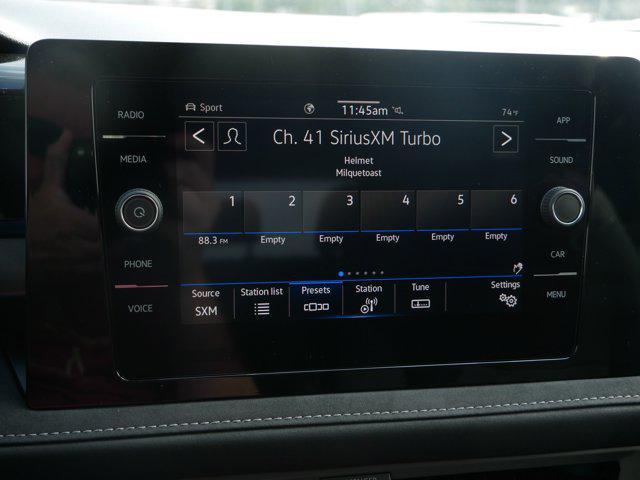 RADIO
MEDIA
PHONE
VOICE
Sport
11:45am
74°F
Ch. 41 SiriusXM Turbo
Helmet
Milquetoast
1 2 3 4 5 6
88.3 FM Empty Empty Empty Empty Empty
Source Station list Presets Station Tune Settings
SXM
APP
SOUND
CAR
MENU